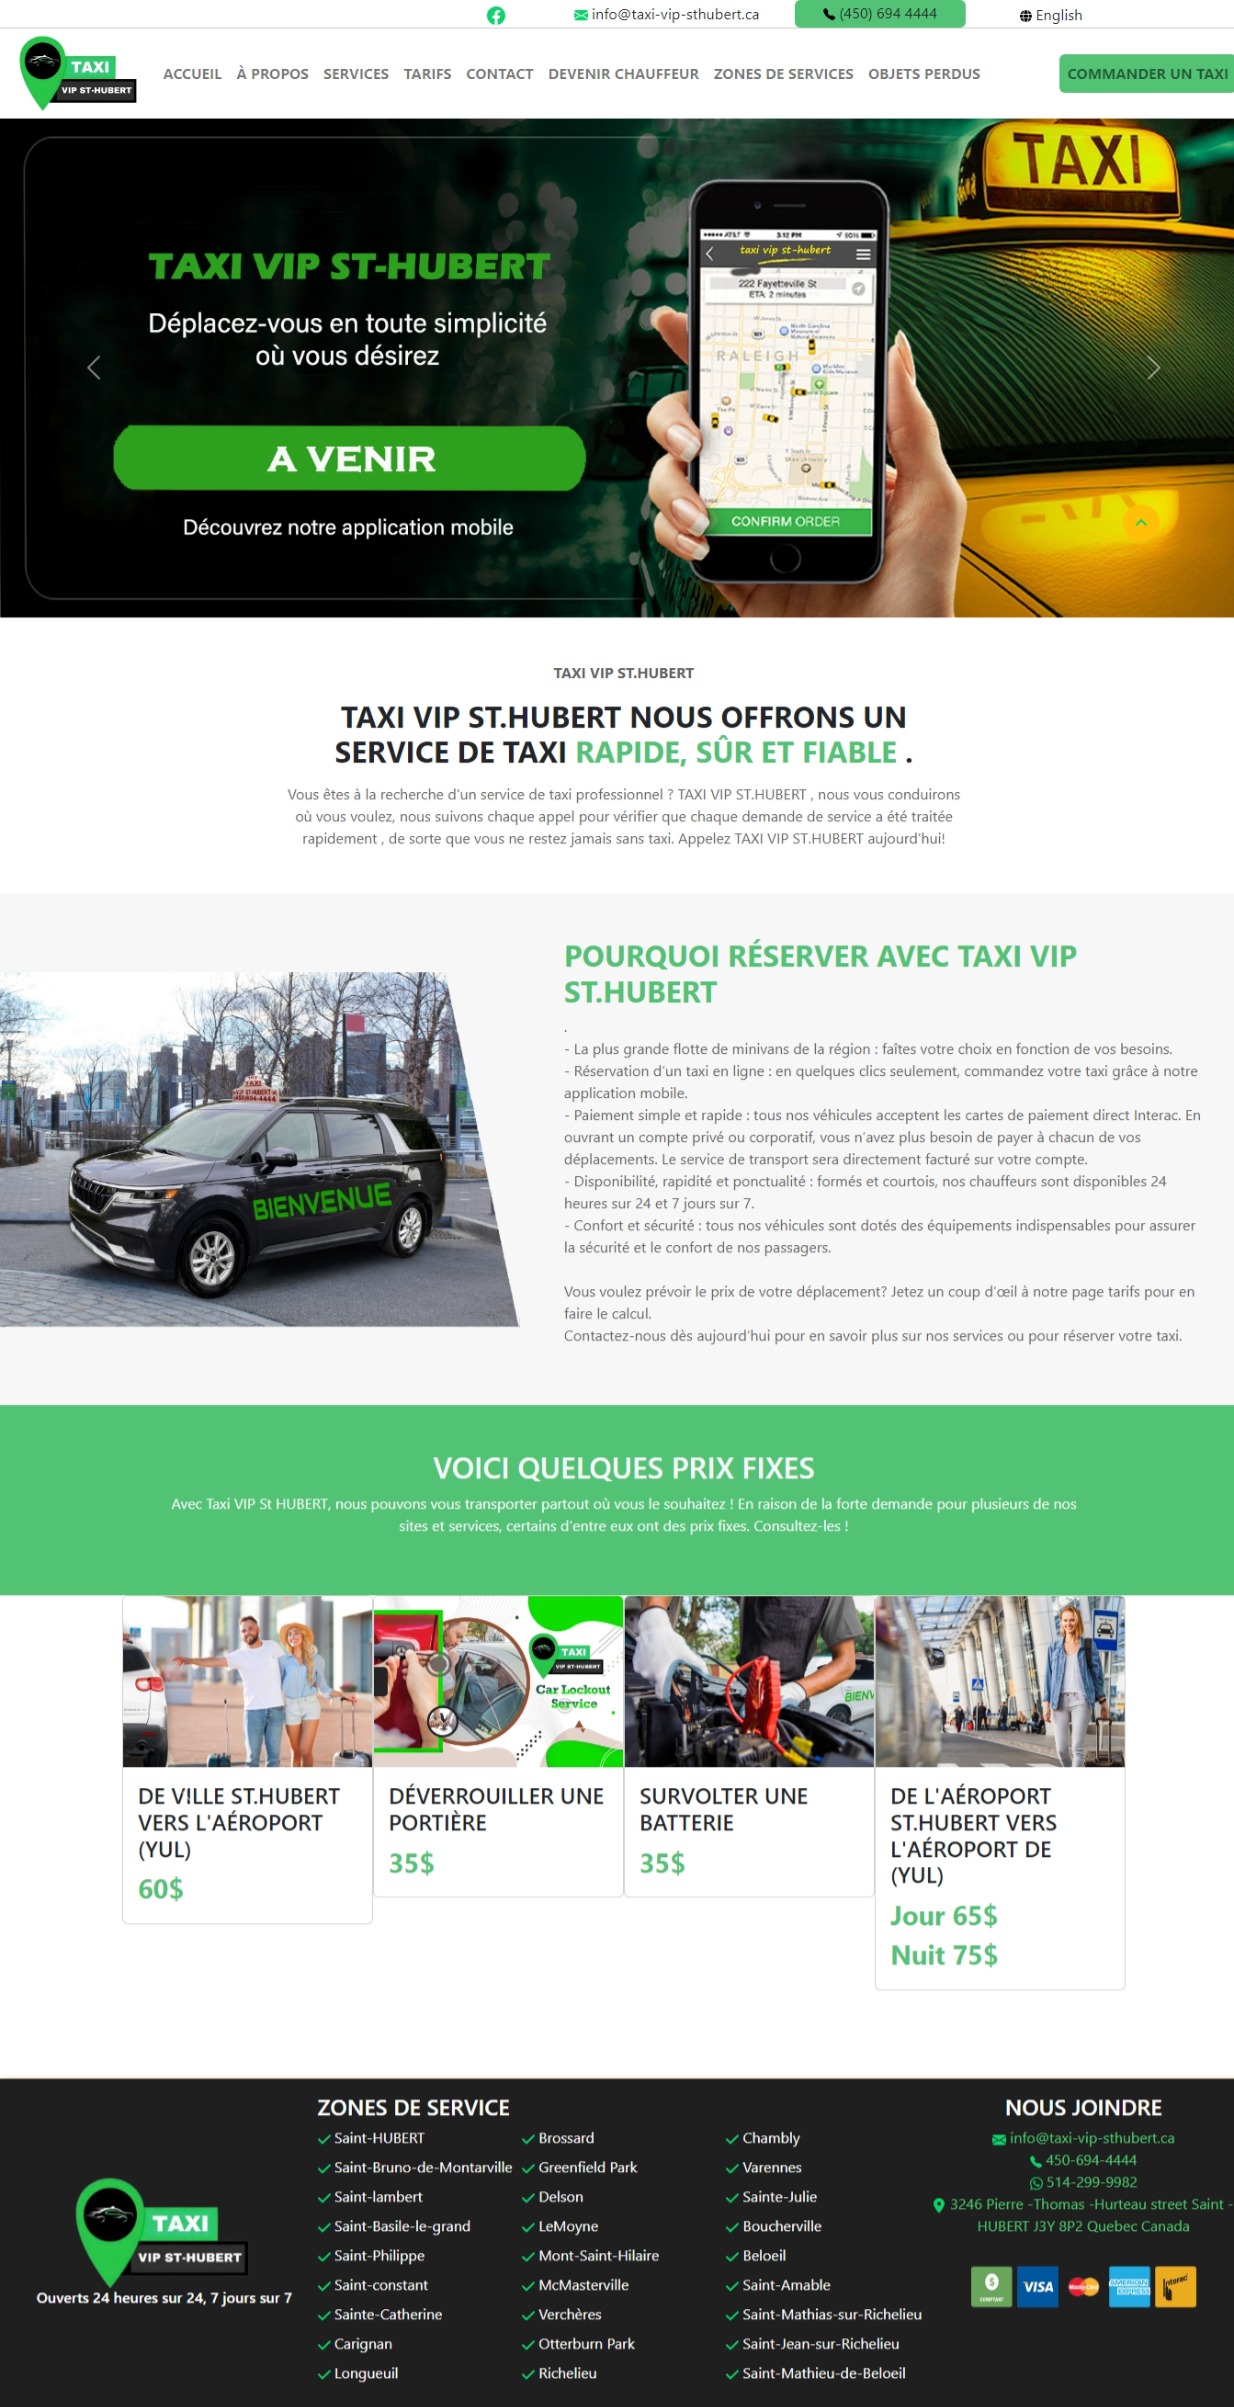 info@taxi-vip-sthubert.ca
(450) 694 4444
English
TAXI
VIP ST-HUBERT
ACCUEIL
À PROPOS
SERVICES
TARIFS
CONTACT
DEVENIR CHAUFFEUR
ZONES DE SERVICES
OBJETS PERDUS
COMMANDER UN TAXI
TAXI
TAXI VIP ST-HUBERT
Déplacez-vous en toute simplicité
où vous désirez
A VENIR
Découvrez notre application mobile
AT&T
3:12 PM
90%
taxi vip st-hubert
222 Fayetteville St
ETA: 2 minutes
RALEIGH
CONFIRM ORDER
TAXI VIP ST.HUBERT
TAXI VIP ST.HUBERT NOUS OFFRONS UN
SERVICE DE TAXI RAPIDE, SÛR ET FIABLE .
Vous êtes à la recherche d'un service de taxi professionnel ? TAXI VIP ST.HUBERT , nous vous conduirons
où vous voulez, nous suivons chaque appel pour vérifier que chaque demande de service a été traitée
rapidement , de sorte que vous ne restez jamais sans taxi. Appelez TAXI VIP ST.HUBERT aujourd'hui!
POURQUOI RÉSERVER AVEC TAXI VIP
ST.HUBERT
.
- La plus grande flotte de minivans de la région : faîtes votre choix en fonction de vos besoins.
- Réservation d'un taxi en ligne : en quelques clics seulement, commandez votre taxi grâce à notre
application mobile.
- Paiement simple et rapide : tous nos véhicules acceptent les cartes de paiement direct Interac. En
ouvrant un compte privé ou corporatif, vous n'avez plus besoin de payer à chacun de vos
déplacements. Le service de transport sera directement facturé sur votre compte.
- Disponibilité, rapidité et ponctualité : formés et courtois, nos chauffeurs sont disponibles 24
heures sur 24 et 7 jours sur 7.
- Confort et sécurité : tous nos véhicules sont dotés des équipements indispensables pour assurer
la sécurité et le confort de nos passagers.
Vous voulez prévoir le prix de votre déplacement? Jetez un coup d'œil à notre page tarifs pour en
faire le calcul.
Contactez-nous dès aujourd'hui pour en savoir plus sur nos services ou pour réserver votre taxi.
TAXI
VIP ST-HUBERT
(450)694-4444
BIENVENUE
VOICI QUELQUES PRIX FIXES
Avec Taxi VIP St HUBERT, nous pouvons vous transporter partout où vous le souhaitez ! En raison de la forte demande pour plusieurs de nos
sites et services, certains d'entre eux ont des prix fixes. Consultez-les !
TAXI
VIP ST-HUBERT
Car Lockout
Service
BIENV
DE VILLE ST.HUBERT
VERS L'AÉROPORT
(YUL)
60$
DÉVERROUILLER UNE
PORTIÈRE
35$
SURVOLTER UNE
BATTERIE
35$
DE L'AÉROPORT
ST.HUBERT VERS
L'AÉROPORT DE
(YUL)
Jour 65$
Nuit 75$
TAXI
VIP ST-HUBERT
Ouverts 24 heures sur 24, 7 jours sur 7
ZONES DE SERVICE
Saint-HUBERT
Saint-Bruno-de-Montarville
Saint-lambert
Saint-Basile-le-grand
Saint-Philippe
Saint-constant
Sainte-Catherine
Carignan
Longueuil
Brossard
Greenfield Park
Delson
LeMoyne
Mont-Saint-Hilaire
McMasterville
Verchères
Otterburn Park
Richelieu
Chambly
Varennes
Sainte-Julie
Boucherville
Beloeil
Saint-Amable
Saint-Mathias-sur-Richelieu
Saint-Jean-sur-Richelieu
Saint-Mathieu-de-Beloeil
NOUS JOINDRE
info@taxi-vip-sthubert.ca
450-694-4444
514-299-9982
3246 Pierre -Thomas -Hurteau street Saint -
HUBERT J3Y 8P2 Quebec Canada
COMPTANT
VISA
MasterCard
AMERICAN EXPRESS
Interac